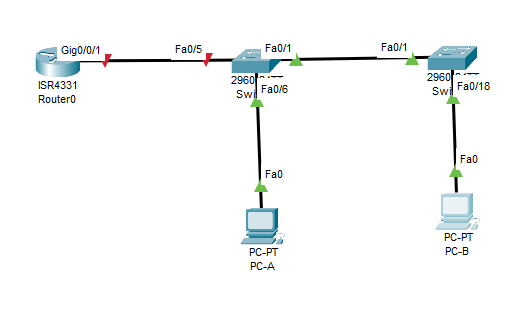 Gig0/0/1
Fa0/5
Fa0/1
Fa0/1
ISR4331
Router0
2960
Swi
Fa0/6
2960
Swi
Fa0/18
Fa0
Fa0
PC-PT
PC-A
PC-PT
PC-B